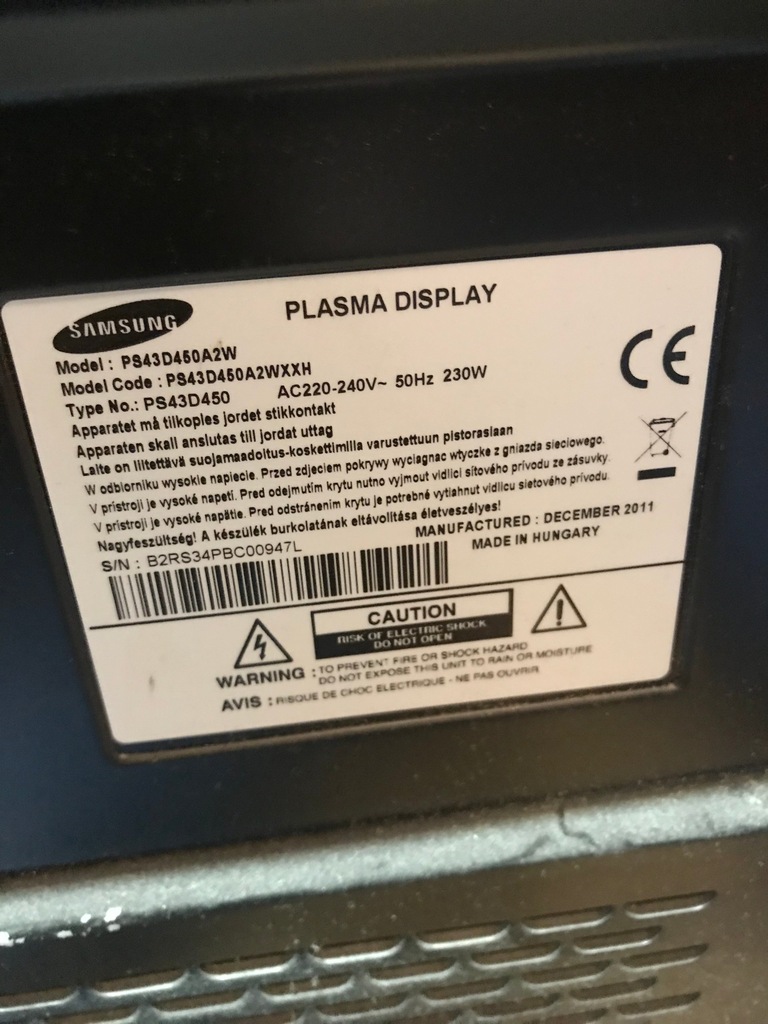 SAMSUNG
PLASMA DISPLAY
Model : PS43D450A2W
Model Code : PS43D450A2WXXH
Type No.: PS43D450 AC220-240V~ 50Hz 230W
Apparatet må tilkoples jordet stikkontakt
Apparaten skall anslutas till jordat uttag
Laite on liitettävä suojamaadoitus-koskettimilla varustettuun pistorasiaan
W odbiorniku wysokie napiecie. Przed zdjeciem pokrywy wyciagnac wtyczke z gniazda sieciowego.
V prístroji je vysoké napetí. Pred odejmutím krytu nutno vyjmout vidlici sítového prívodu ze zásuvky.
V prístroji je vysoké napätie. Pred odstránením krytu je potrebné vytiahnut vidlicu sietového prívodu.
Nagyfeszültség! A készülék burkolatának eltávolítása életveszélyes!
MANUFACTURED : DECEMBER 2011
S/N : B2RS34PBC00947L
MADE IN HUNGARY
CE
CAUTION
RISK OF ELECTRIC SHOCK
DO NOT OPEN
WARNING : TO PREVENT FIRE OR SHOCK HAZARD
DO NOT EXPOSE THIS UNIT TO RAIN OR MOISTURE
AVIS : RISQUE DE CHOC ELECTRIQUE - NE PAS OUVRIR